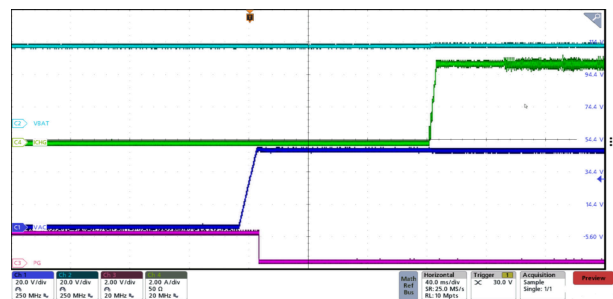 94.4 V
74.4 V
C2 VBAT
54.4 V
C4 ICHG
34.4 V
14.4 V
C1 VAC
-5.60 V
C3 PG
Ch 1
20.0 V/div
250 MHz
Ch 2
20.0 V/div
250 MHz
Ch 3
2.00 V/div
20 MHz
Ch 4
2.00 A/div
50 Ω
20 MHz
Math
Ref
Bus
Horizontal
40.0 ms/div
SR: 25.0 MS/s
RL: 10 Mpts
Trigger
30.0 V
Acquisition
Sample
Single: 1/1
Preview